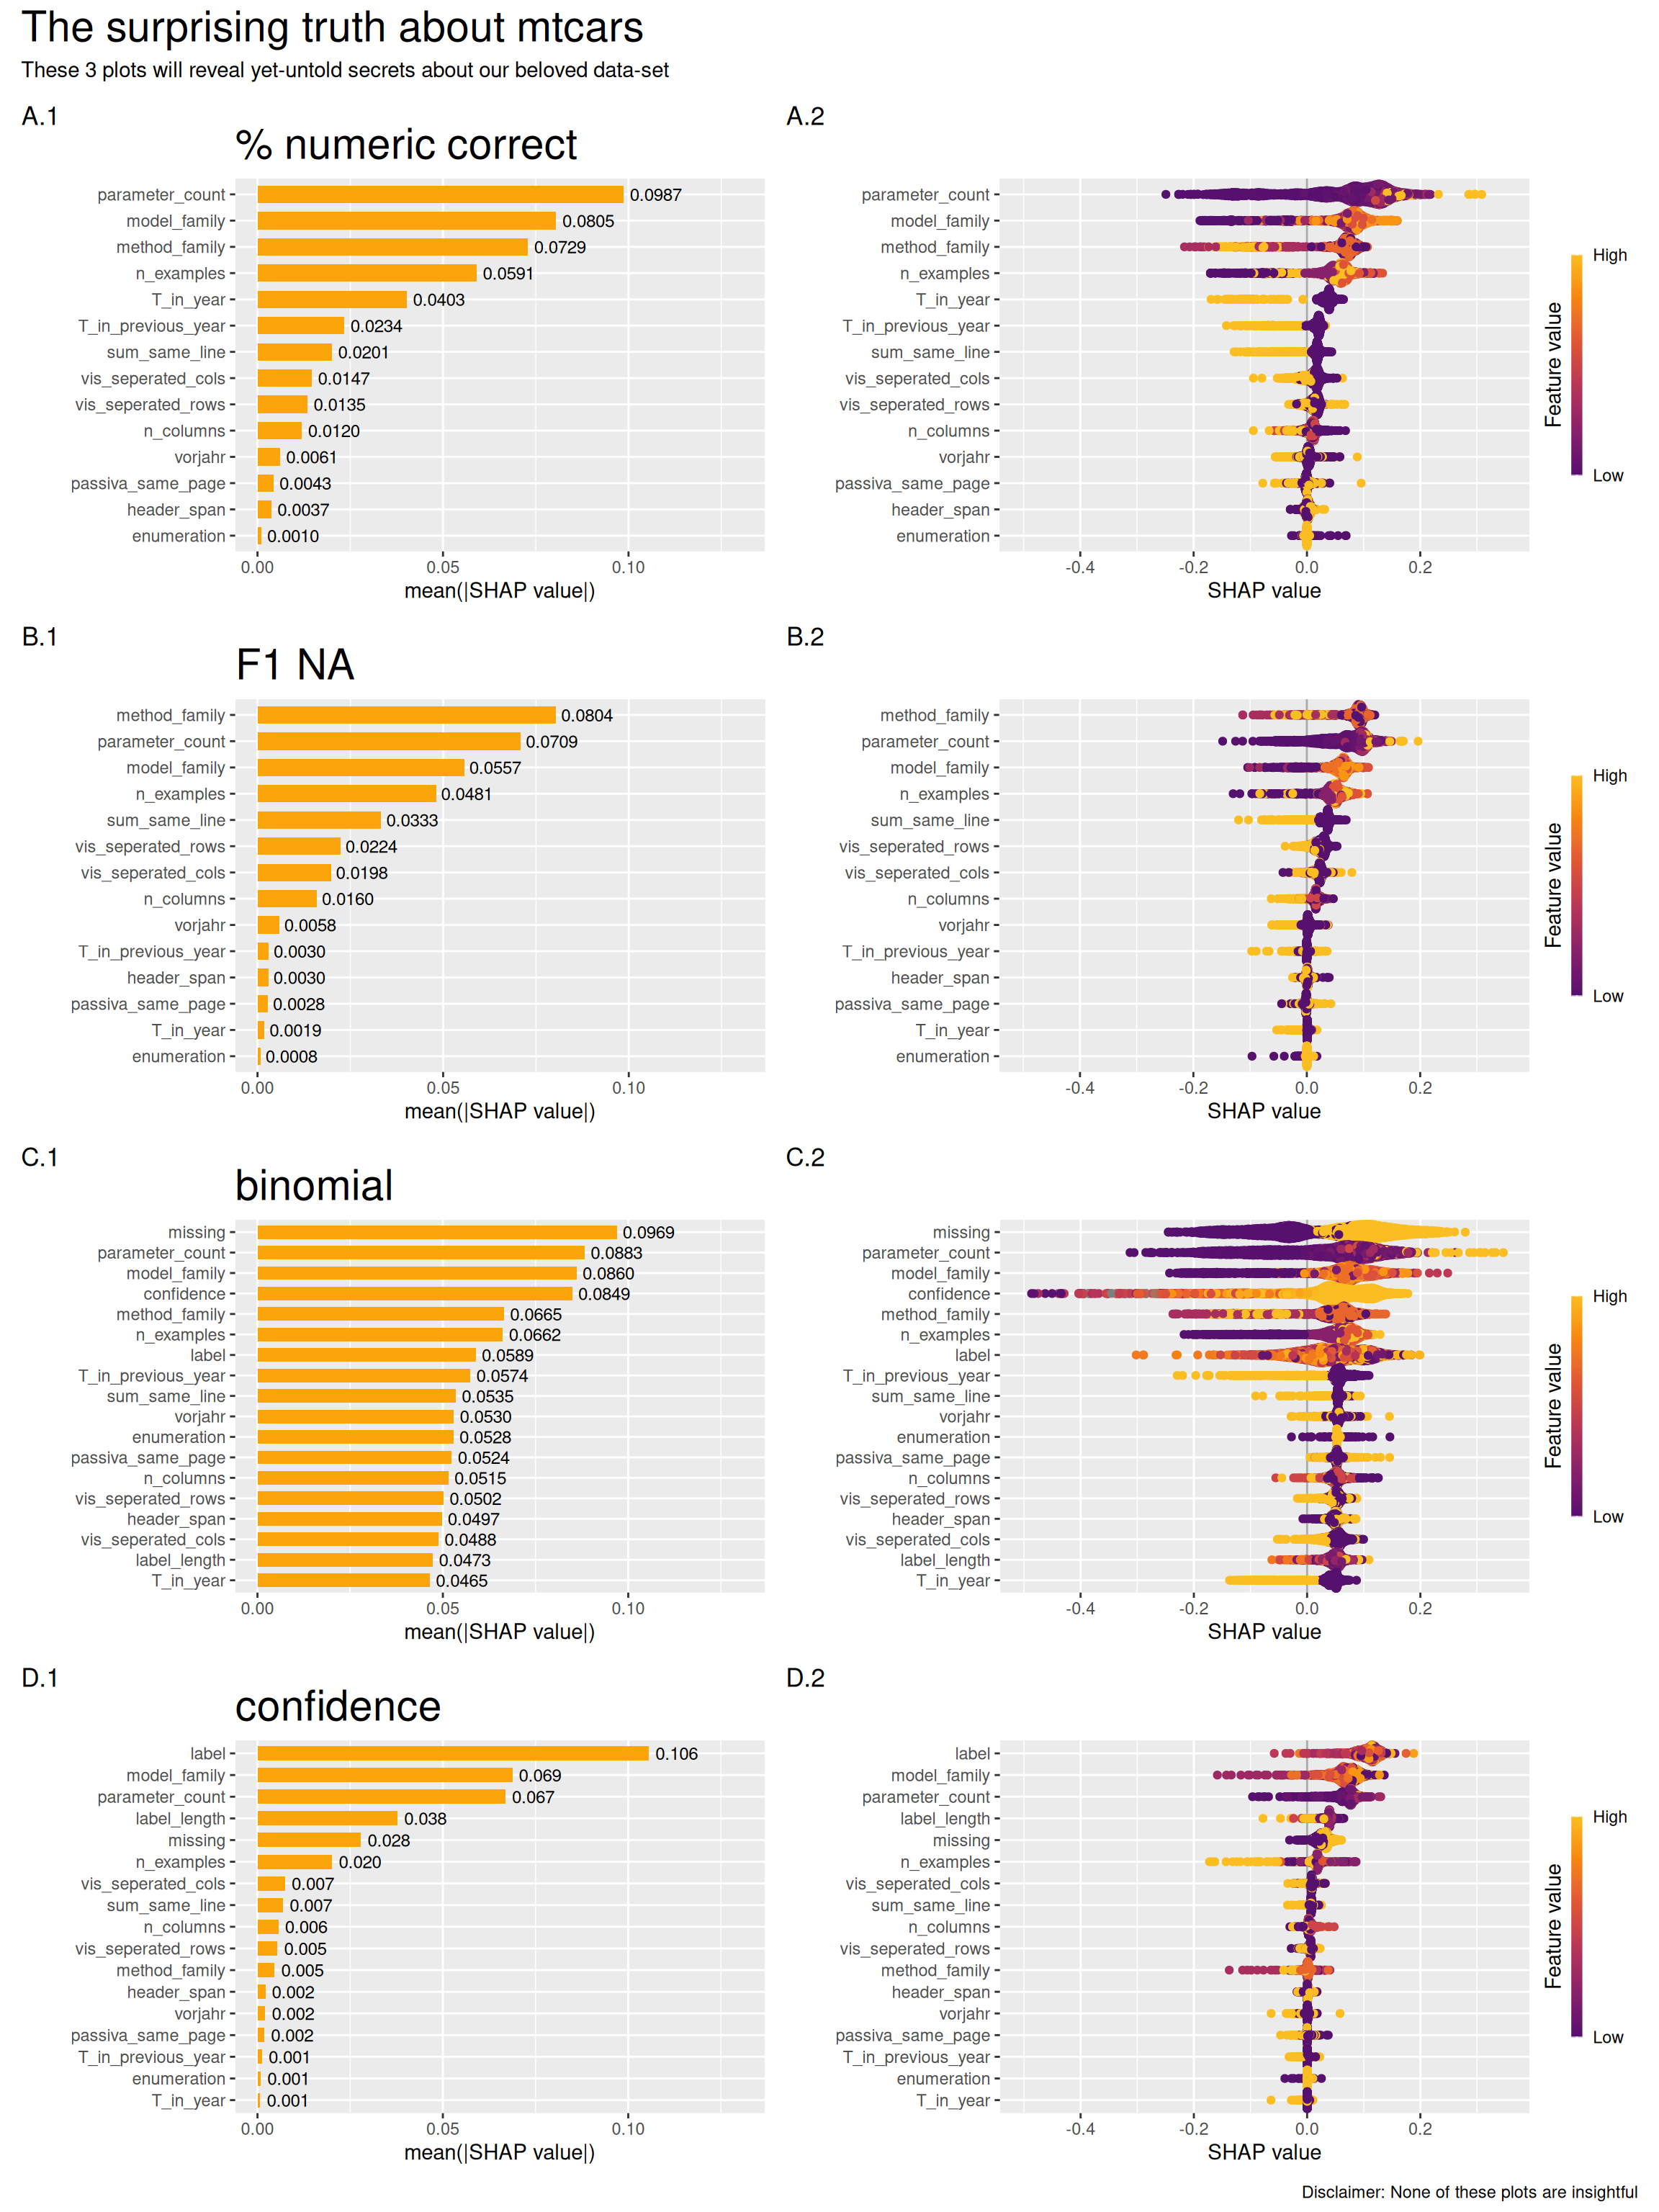 The surprising truth about mtcars
These 3 plots will reveal yet-untold secrets about our beloved data-set
A.1
% numeric correct
parameter_count 0.0987
model_family 0.0805
method_family 0.0729
n_examples 0.0591
T_in_year 0.0403
T_in_previous_year 0.0234
sum_same_line 0.0201
vis_seperated_cols 0.0147
vis_seperated_rows 0.0135
n_columns 0.0120
vorjahr 0.0061
passiva_same_page 0.0043
header_span 0.0037
enumeration 0.0010
0.00 0.05 0.10
mean(|SHAP value|)
A.2
parameter_count
model_family
method_family
n_examples
T_in_year
T_in_previous_year
sum_same_line
vis_seperated_cols
vis_seperated_rows
n_columns
vorjahr
passiva_same_page
header_span
enumeration
-0.4 -0.2 0.0 0.2
SHAP value
Feature value
High
Low
B.1
F1 NA
method_family 0.0804
parameter_count 0.0709
model_family 0.0557
n_examples 0.0481
sum_same_line 0.0333
vis_seperated_rows 0.0224
vis_seperated_cols 0.0198
n_columns 0.0160
vorjahr 0.0058
T_in_previous_year 0.0030
header_span 0.0030
passiva_same_page 0.0028
T_in_year 0.0019
enumeration 0.0008
0.00 0.05 0.10
mean(|SHAP value|)
B.2
method_family
parameter_count
model_family
n_examples
sum_same_line
vis_seperated_rows
vis_seperated_cols
n_columns
vorjahr
T_in_previous_year
header_span
passiva_same_page
T_in_year
enumeration
-0.4 -0.2 0.0 0.2
SHAP value
Feature value
High
Low
C.1
binomial
missing 0.0969
parameter_count 0.0883
model_family 0.0860
confidence 0.0849
method_family 0.0665
n_examples 0.0662
label 0.0589
T_in_previous_year 0.0574
sum_same_line 0.0535
vorjahr 0.0530
enumeration 0.0528
passiva_same_page 0.0524
n_columns 0.0515
vis_seperated_rows 0.0502
header_span 0.0497
vis_seperated_cols 0.0488
label_length 0.0473
T_in_year 0.0465
0.00 0.05 0.10
mean(|SHAP value|)
C.2
missing
parameter_count
model_family
confidence
method_family
n_examples
label
T_in_previous_year
sum_same_line
vorjahr
enumeration
passiva_same_page
n_columns
vis_seperated_rows
header_span
vis_seperated_cols
label_length
T_in_year
-0.4 -0.2 0.0 0.2
SHAP value
Feature value
High
Low
D.1
confidence
label 0.106
model_family 0.069
parameter_count 0.067
label_length 0.038
missing 0.028
n_examples 0.020
vis_seperated_cols 0.007
sum_same_line 0.007
n_columns 0.006
vis_seperated_rows 0.005
method_family 0.005
header_span 0.002
vorjahr 0.002
passiva_same_page 0.002
T_in_previous_year 0.001
enumeration 0.001
T_in_year 0.001
0.00 0.05 0.10
mean(|SHAP value|)
D.2
label
model_family
parameter_count
label_length
missing
n_examples
vis_seperated_cols
sum_same_line
n_columns
vis_seperated_rows
method_family
header_span
vorjahr
passiva_same_page
T_in_previous_year
enumeration
T_in_year
-0.4 -0.2 0.0 0.2
SHAP value
Feature value
High
Low
Disclaimer: None of these plots are insightful